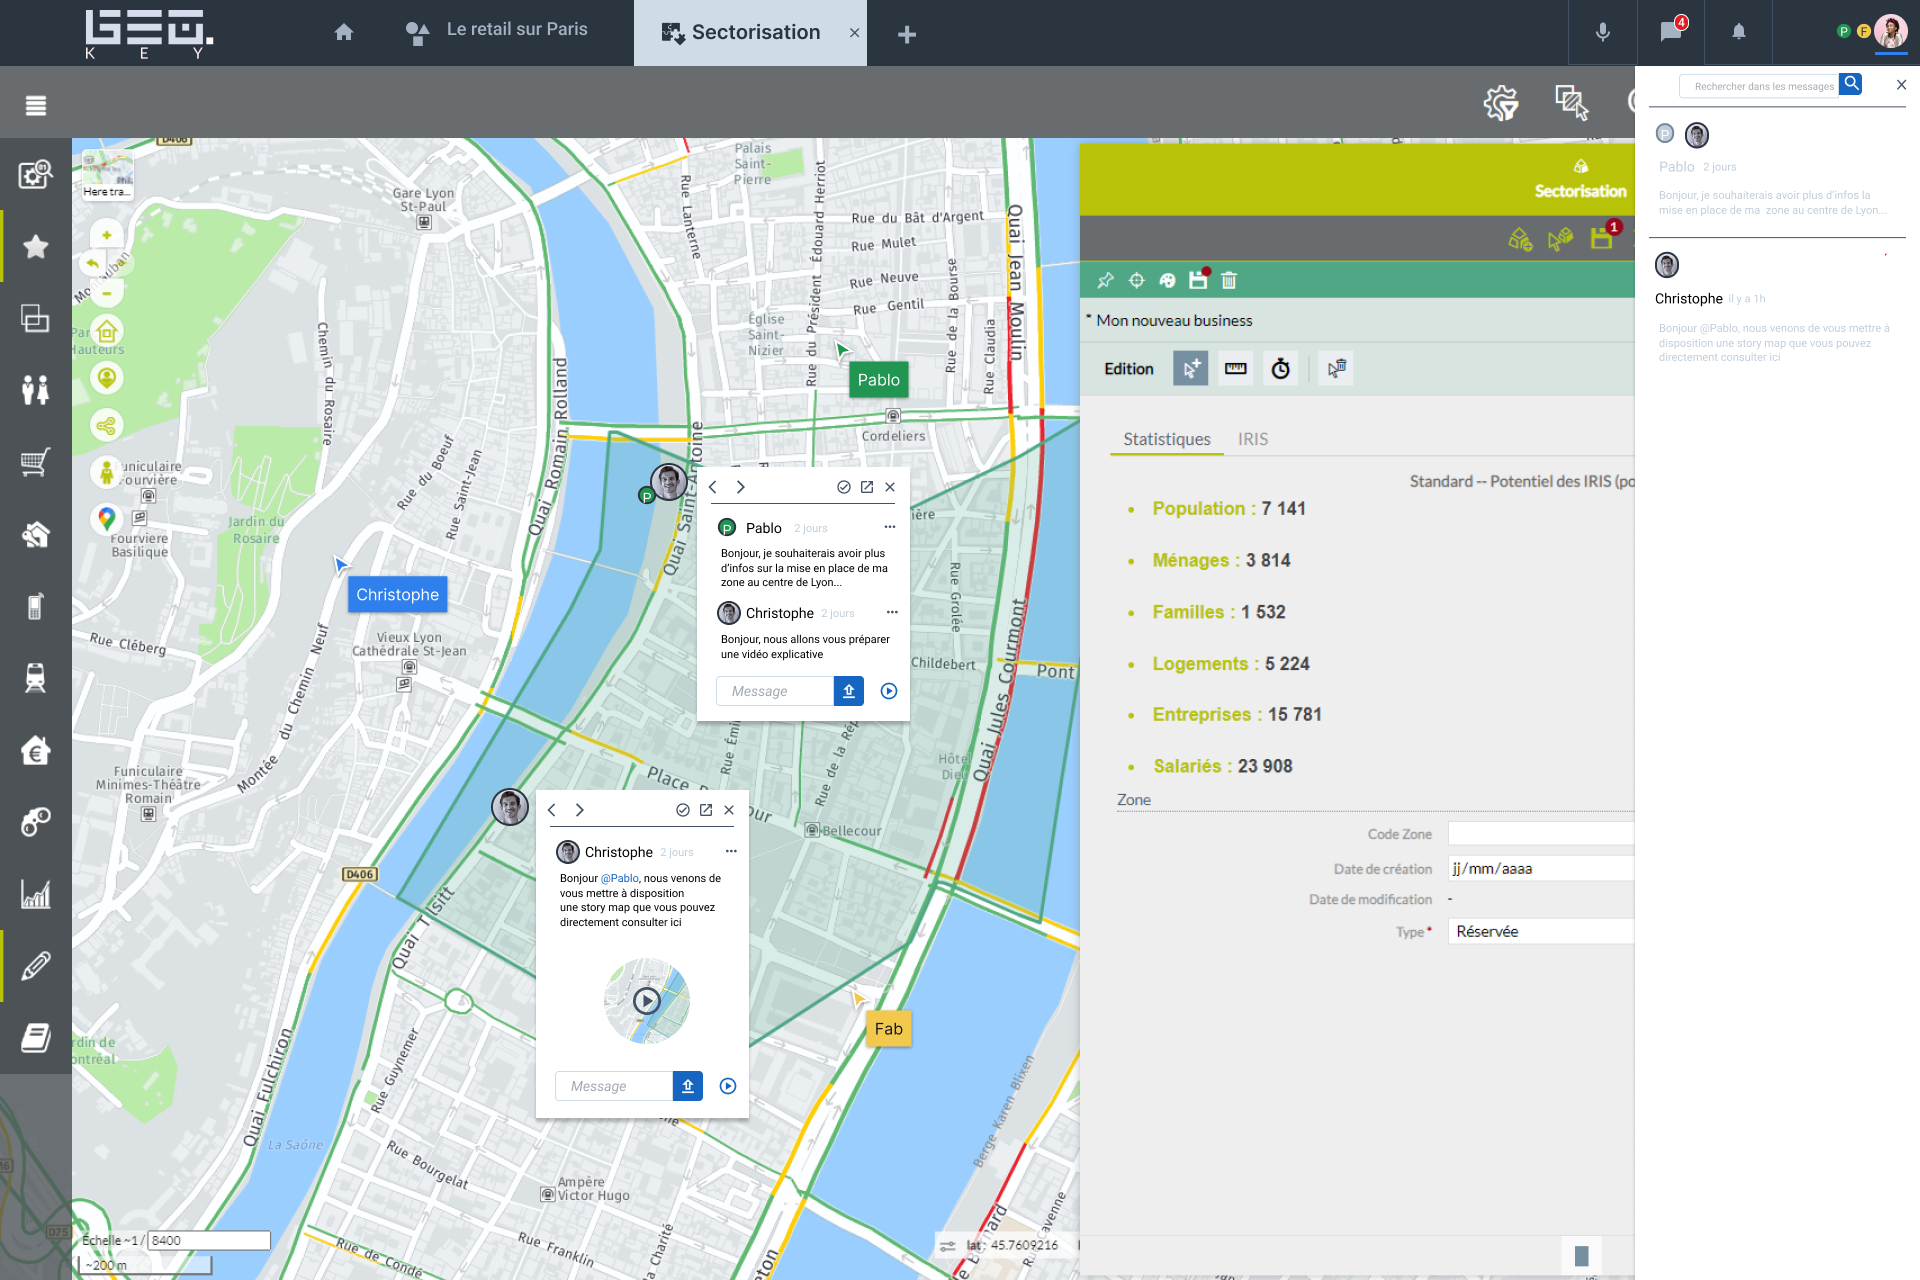 GEO.
KEY
Le retail sur Paris
Sectorisation
4
P
F
Rechercher dans les messages
P
Pablo 2 jours
Bonjour, je souhaiterais avoir plus d'infos la
mise en place de ma zone au centre de Lyon...
Christophe il y a 1h
Bonjour @Pablo, nous venons de vous mettre à
disposition une story map que vous pouvez
directement consulter ici
Here tra...
Sectorisation
1
* Mon nouveau business
Edition
Statistiques IRIS
Standard -- Potentiel des IRIS (po
Population : 7 141
Ménages : 3 814
Familles : 1 532
Logements : 5 224
Entreprises : 15 781
Salariés : 23 908
Zone
Code Zone
Date de création jj/mm/aaaa
Date de modification -
Type * Réservée
D406
Palais
Saint-
Pierre
Gare Lyon
St-Paul
Rue Lanterne
Rue du Président Édouard Herriot
Rue du Bât d'Argent
Rue Mulet
Rue Neuve
Rue Gentil
Rue de la Bourse
Rue Claudia
Quai Jean Moulin
Église
Saint-
Nizier
Pablo
Cordeliers
Chemin du Rosaire
Hauteurs
Quai Romain Rolland
Quai Saint-Antoine
Rue du Boeuf
Rue Saint-Jean
Funiculaire
Fourvière
Jardin du
Rosaire
Fourviere
Basilique
Christophe
Rue Cléberg
Vieux Lyon
Cathédrale St-Jean
Montée du Chemin Neuf
Funiculaire
Minimes-Théâtre
Romain
P
P Pablo 2 jours
Bonjour, je souhaiterais avoir plus
d'infos sur la mise en place de ma
zone au centre de Lyon...
Christophe 2 jours
Bonjour, nous allons vous préparer
une vidéo explicative
Message
ière
Rue Grolée
Childebert
Quai Jules Courmont
Pont
Hôtel
Dieu
Rue Émi
Rue de la Rép
Place
our
Bellecour
Christophe 2 jours
Bonjour @Pablo, nous venons de
vous mettre à disposition
une story map que vous pouvez
directement consulter ici
Message
D406
Quai Tilsitt
Fab
rdin de
ontréal
Quai Fulchiron
La Saône
Rue Guynemer
Rue Bourgelat
Ampère
Victor Hugo
Rue Franklin
Rue de Condé
la Charité
Berge Karen Blixen
D75
Échelle ~1 / 8400
~200 m
lat : 45.7609216